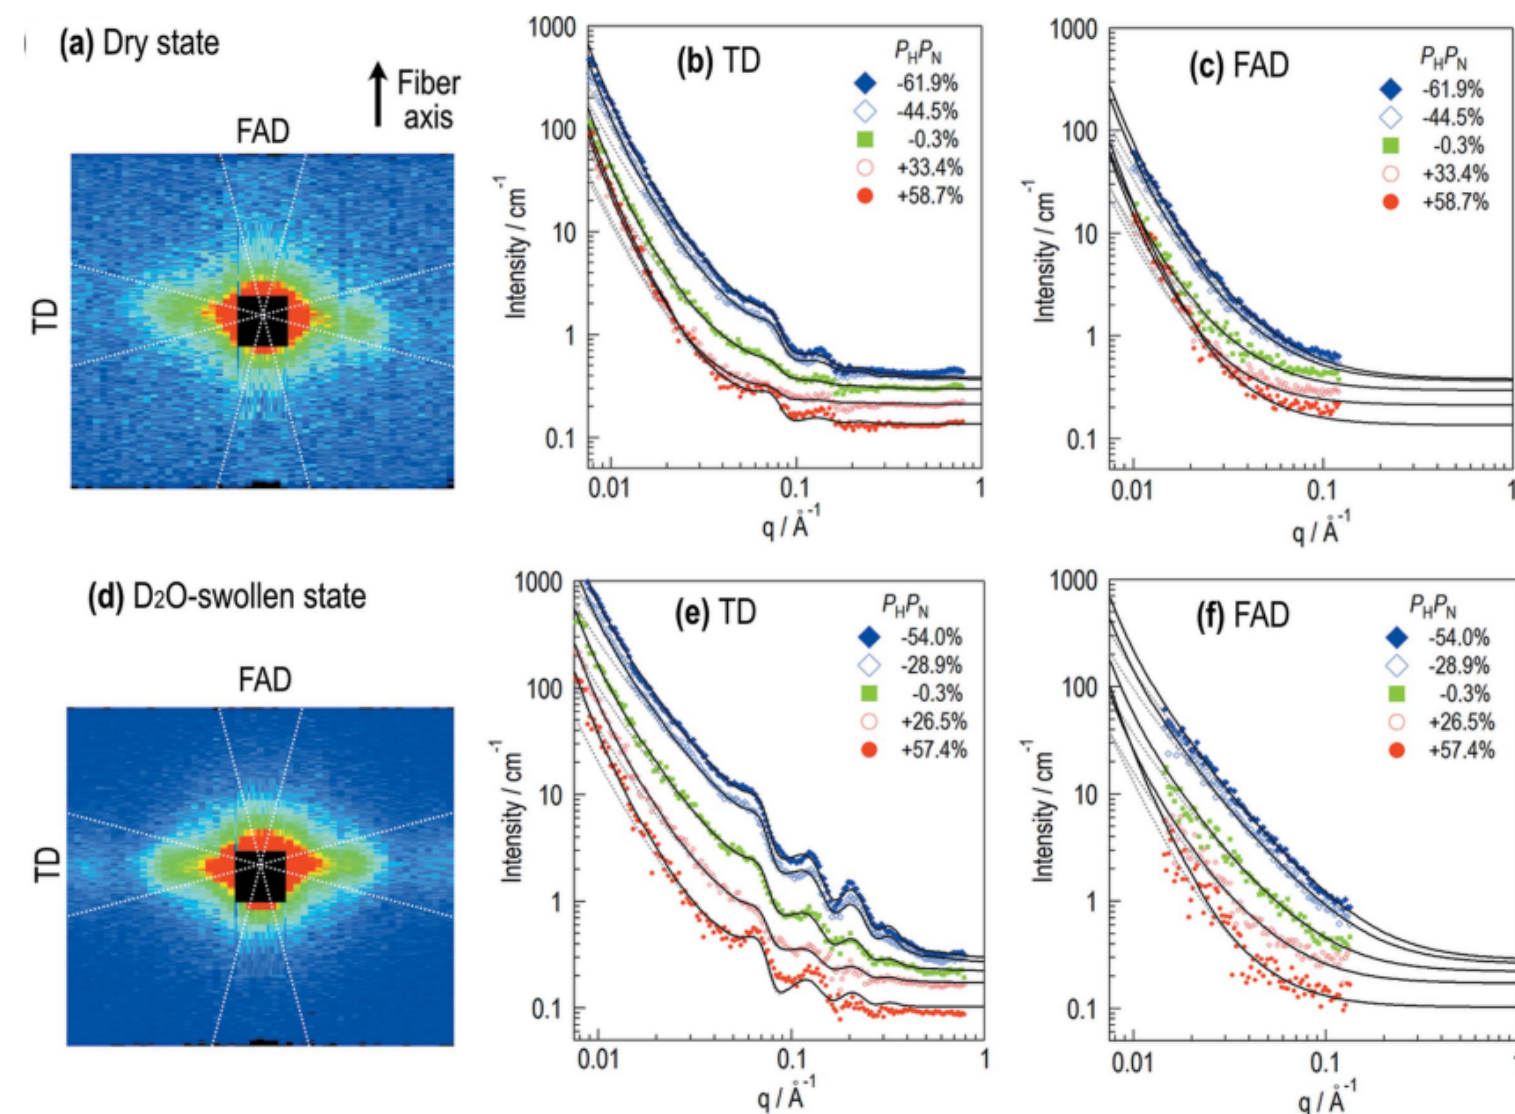 (a) Dry state
Fiber
axis
FAD
TD
(b) TD
P_HP_N
-61.9%
-44.5%
-0.3%
+33.4%
+58.7%
1000
100
10
1
0.1
Intensity / cm⁻¹
0.01 0.1 1
q / Å⁻¹
(c) FAD
P_HP_N
-61.9%
-44.5%
-0.3%
+33.4%
+58.7%
1000
100
10
1
0.1
Intensity / cm⁻¹
0.01 0.1 1
q / Å⁻¹
(d) D₂O-swollen state
FAD
TD
(e) TD
P_HP_N
-54.0%
-28.9%
-0.3%
+26.5%
+57.4%
1000
100
10
1
0.1
Intensity / cm⁻¹
0.01 0.1 1
q / Å⁻¹
(f) FAD
P_HP_N
-54.0%
-28.9%
-0.3%
+26.5%
+57.4%
1000
100
10
1
0.1
Intensity / cm⁻¹
0.01 0.1 1
q / Å⁻¹